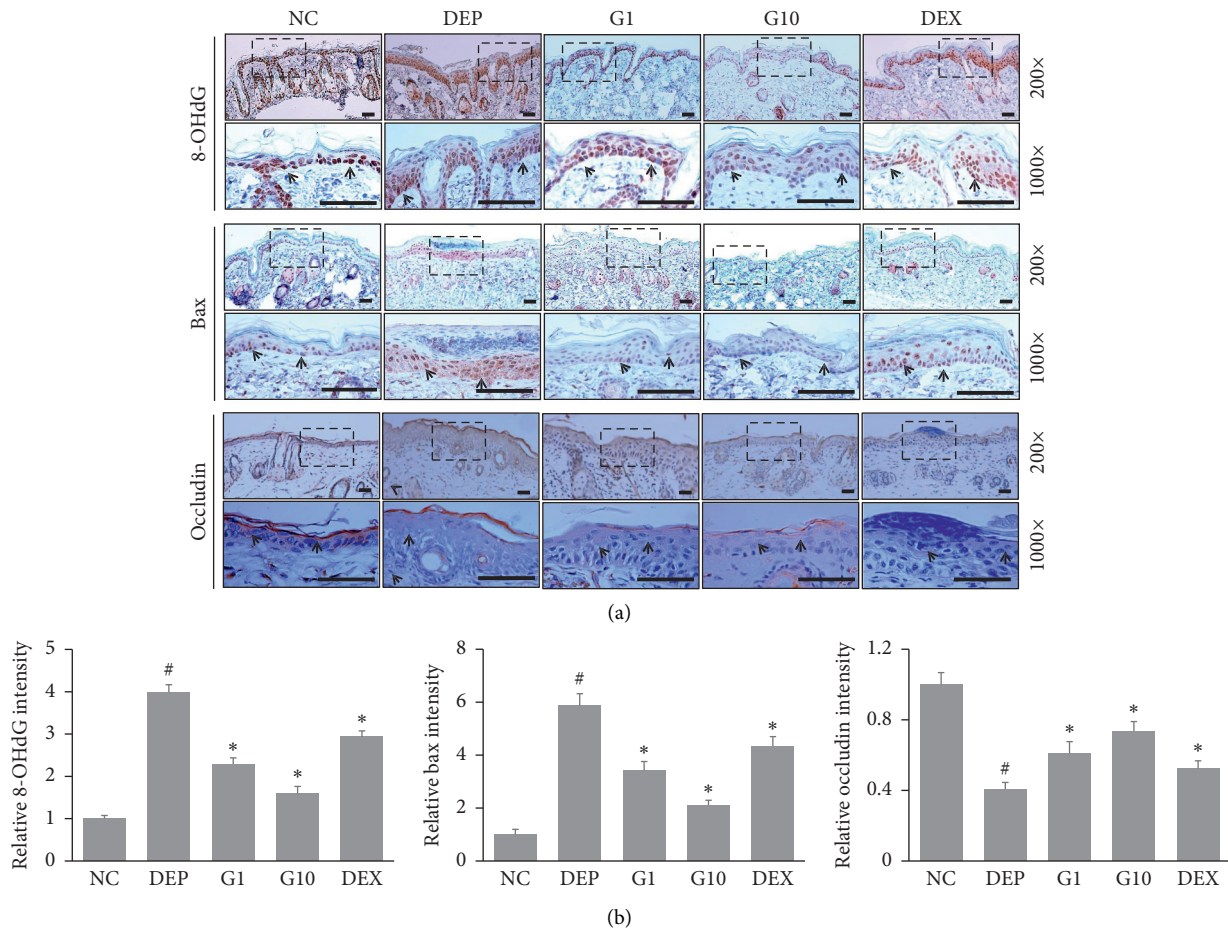 NC DEP G1 G10 DEX
8-OHdG
200×
1000×
Bax
200×
1000×
Occludin
200×
1000×
(a)
Relative 8-OHdG intensity
5
4
3
2
1
0
#
*
*
*
NC DEP G1 G10 DEX
Relative bax intensity
8
6
4
2
0
#
*
*
*
NC DEP G1 G10 DEX
Relative occludin intensity
1.2
0.8
0.4
0
#
*
*
*
NC DEP G1 G10 DEX
(b)